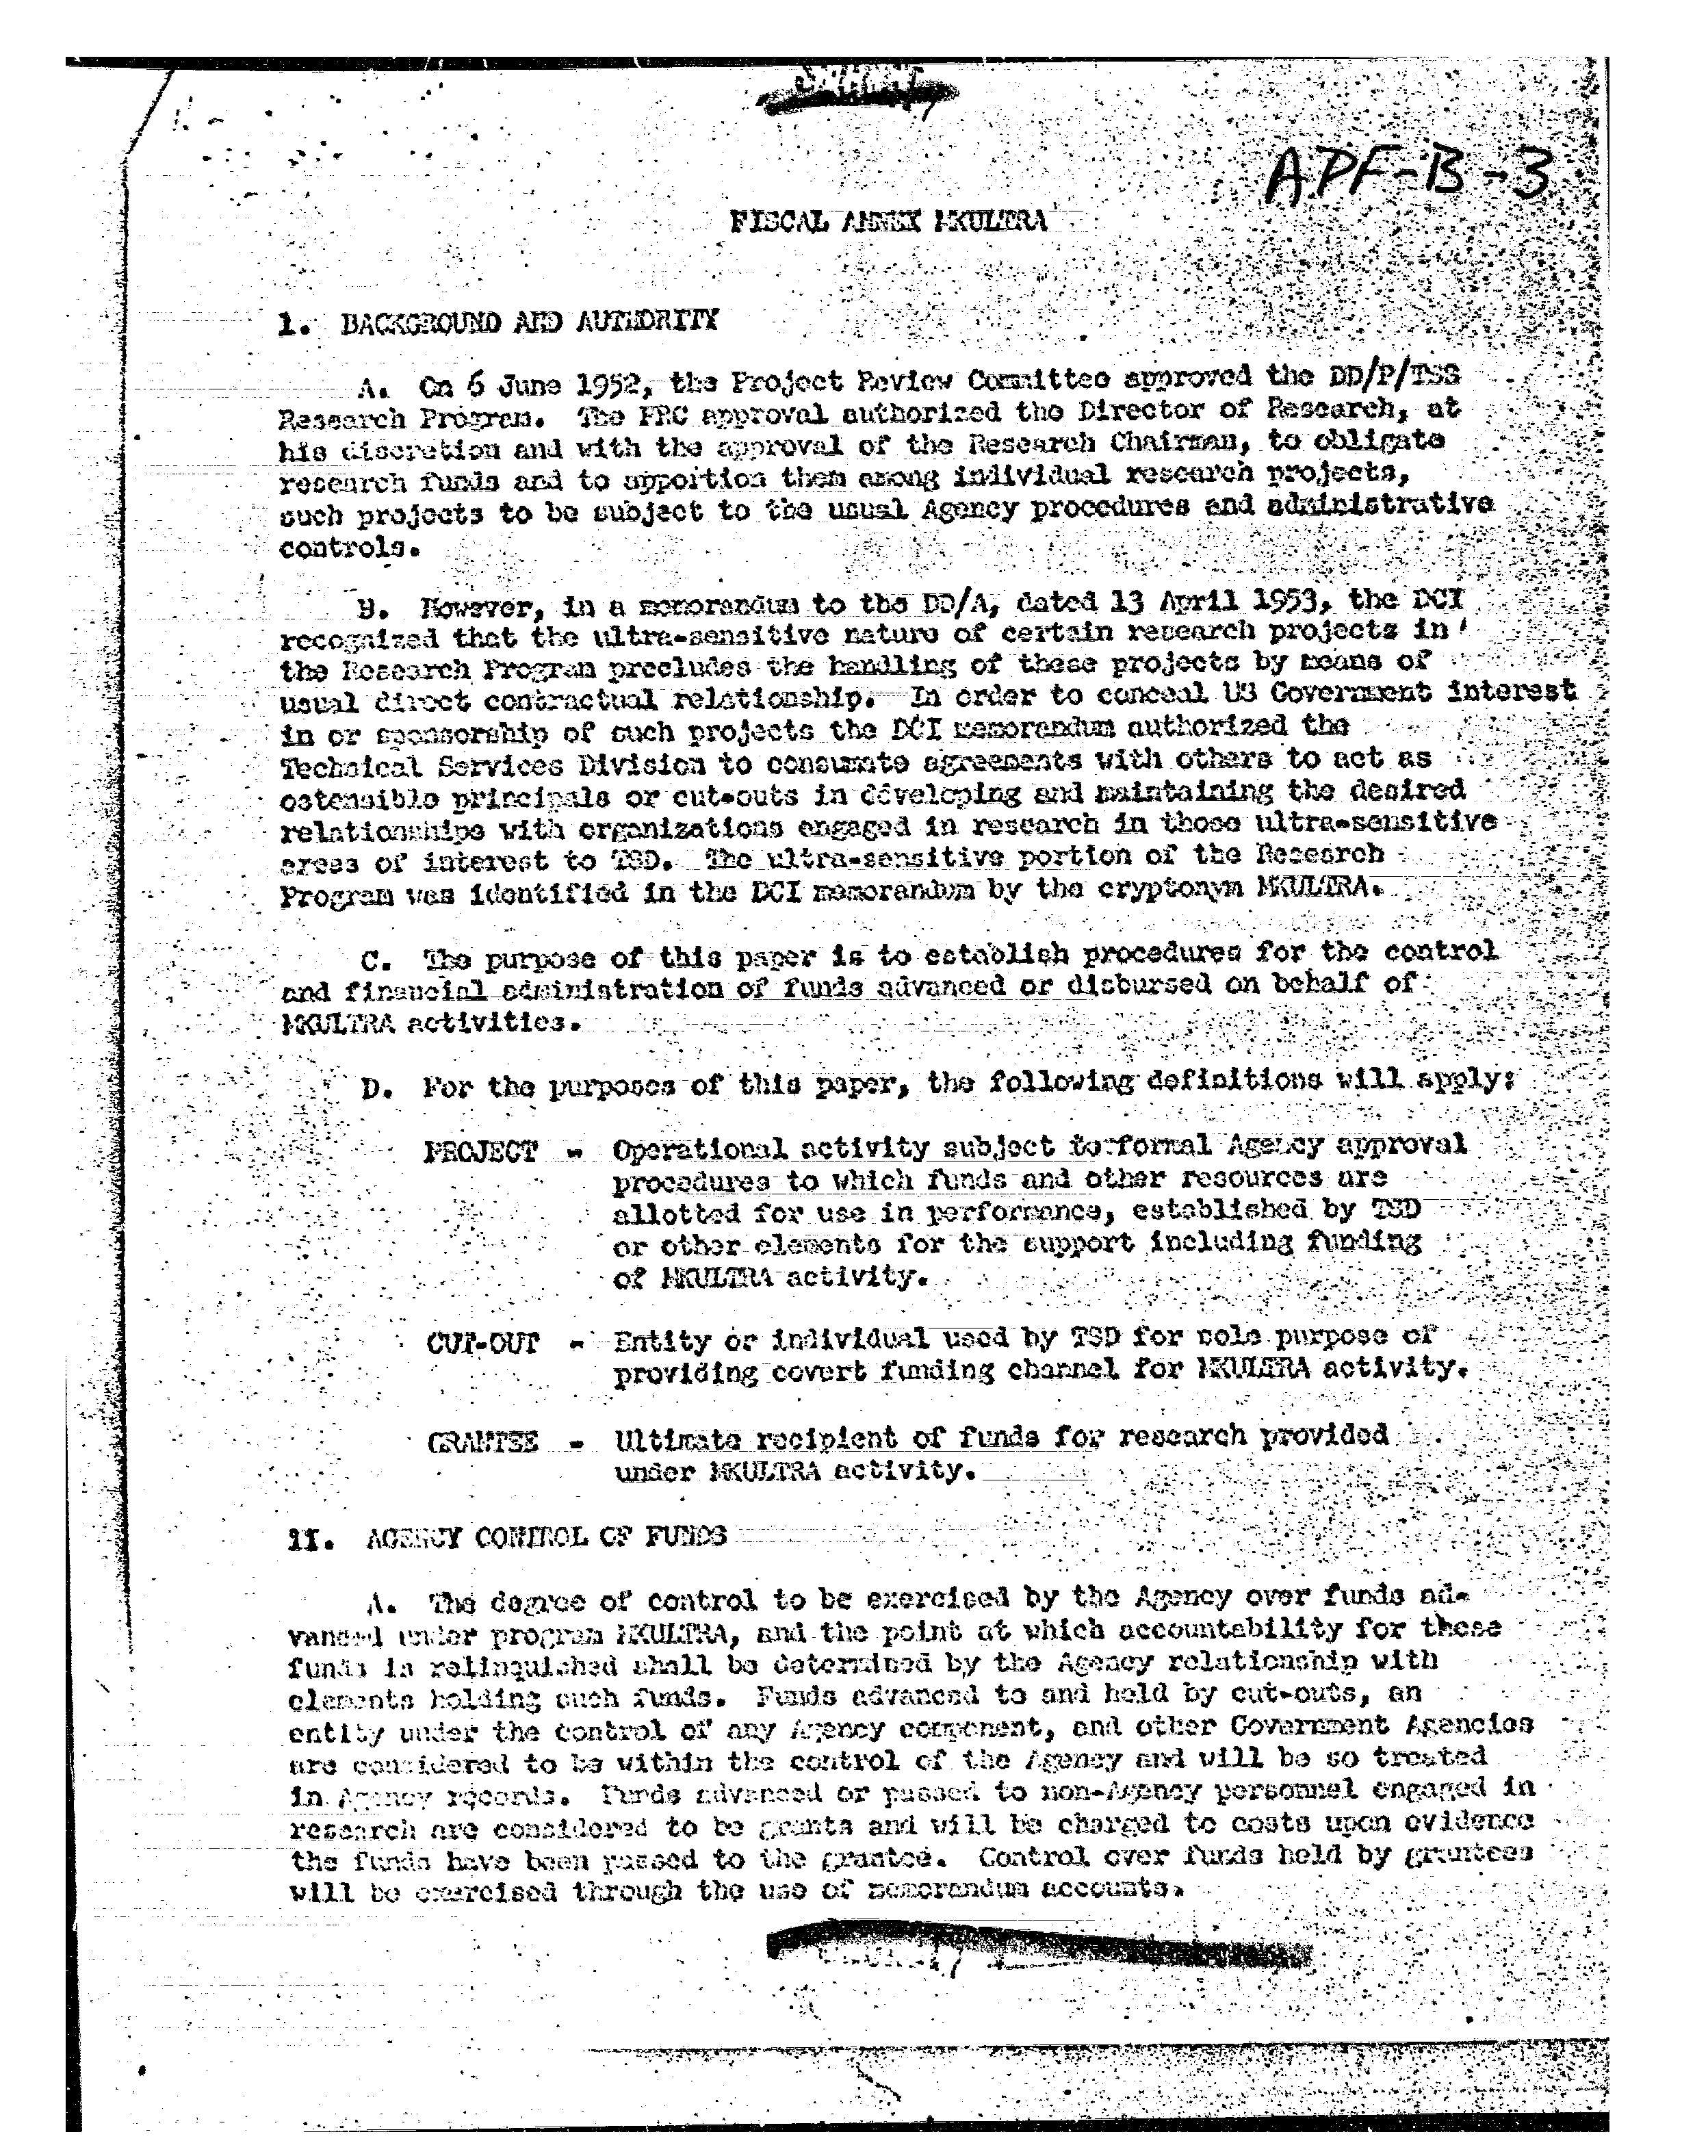 APF-B-3
FISCAL ANNEX MKULTRA
1. BACKGROUND AND AUTHORITY
A. On 6 June 1952, the Project Review Committee approved the DD/P/TSS
Research Program. The PRC approval authorized the Director of Research, at
his discretion and with the approval of the Research Chairman, to obligate
research funds and to apportion them among individual research projects,
such projects to be subject to the usual Agency procedures and administrative
controls.
B. However, in a memorandum to the DD/A, dated 13 April 1953, the DCI
recognized that the ultra-sensitive nature of certain research projects in
the Research Program precludes the handling of these projects by means of
usual direct contractual relationship. In order to conceal US Government interest
in or sponsorship of such projects the DCI memorandum authorized the
Technical Services Division to consumate agreements with others to act as
ostensible principals or cut-outs in developing and maintaining the desired
relationships with organizations engaged in research in those ultra-sensitive
areas of interest to TSD. The ultra-sensitive portion of the Research
Program was identified in the DCI memorandum by the cryptonym MKULTRA.
C. The purpose of this paper is to establish procedures for the control
and financial administration of funds advanced or disbursed on behalf of
MKULTRA activities.
D. For the purposes of this paper, the following definitions will apply:
PROJECT - Operational activity subject to formal Agency approval
procedures to which funds and other resources are
allotted for use in performance, established by TSD
or other elements for the support including funding
of MKULTRA activity.
CUT-OUT - Entity or individual used by TSD for sole purpose of
providing covert funding channel for MKULTRA activity.
GRANTEE - Ultimate recipient of funds for research provided
under MKULTRA activity.
II. AGENCY CONTROL OF FUNDS
A. The degree of control to be exercised by the Agency over funds ad-
vanced under program MKULTRA, and the point at which accountability for these
funds is relinquished shall be determined by the Agency relationship with
elements holding such funds. Funds advanced to and held by cut-outs, an
entity under the control of any Agency component, and other Government Agencies
are considered to be within the control of the Agency and will be so treated
in Agency records. Funds advanced or passed to non-Agency personnel engaged in
research are considered to be grants and will be charged to costs upon evidence
the funds have been passed to the grantee. Control over funds held by grantees
will be exercised through the use of memorandum accounts.